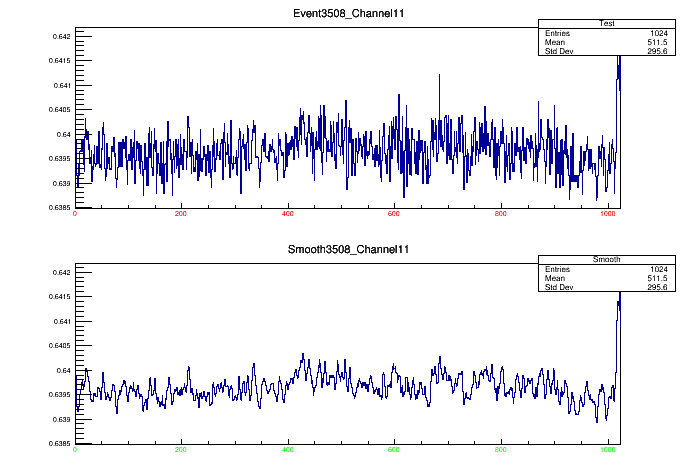 Event3508_Channel11
Test
Entries 1024
Mean 511.5
Std Dev 295.6
0.642
0.6415
0.641
0.6405
0.64
0.6395
0.639
0.6385
0 200 400 600 800 1000
Smooth3508_Channel11
Smooth
Entries 1024
Mean 511.5
Std Dev 295.6
0.642
0.6415
0.641
0.6405
0.64
0.6395
0.639
0.6385
0 200 400 600 800 1000